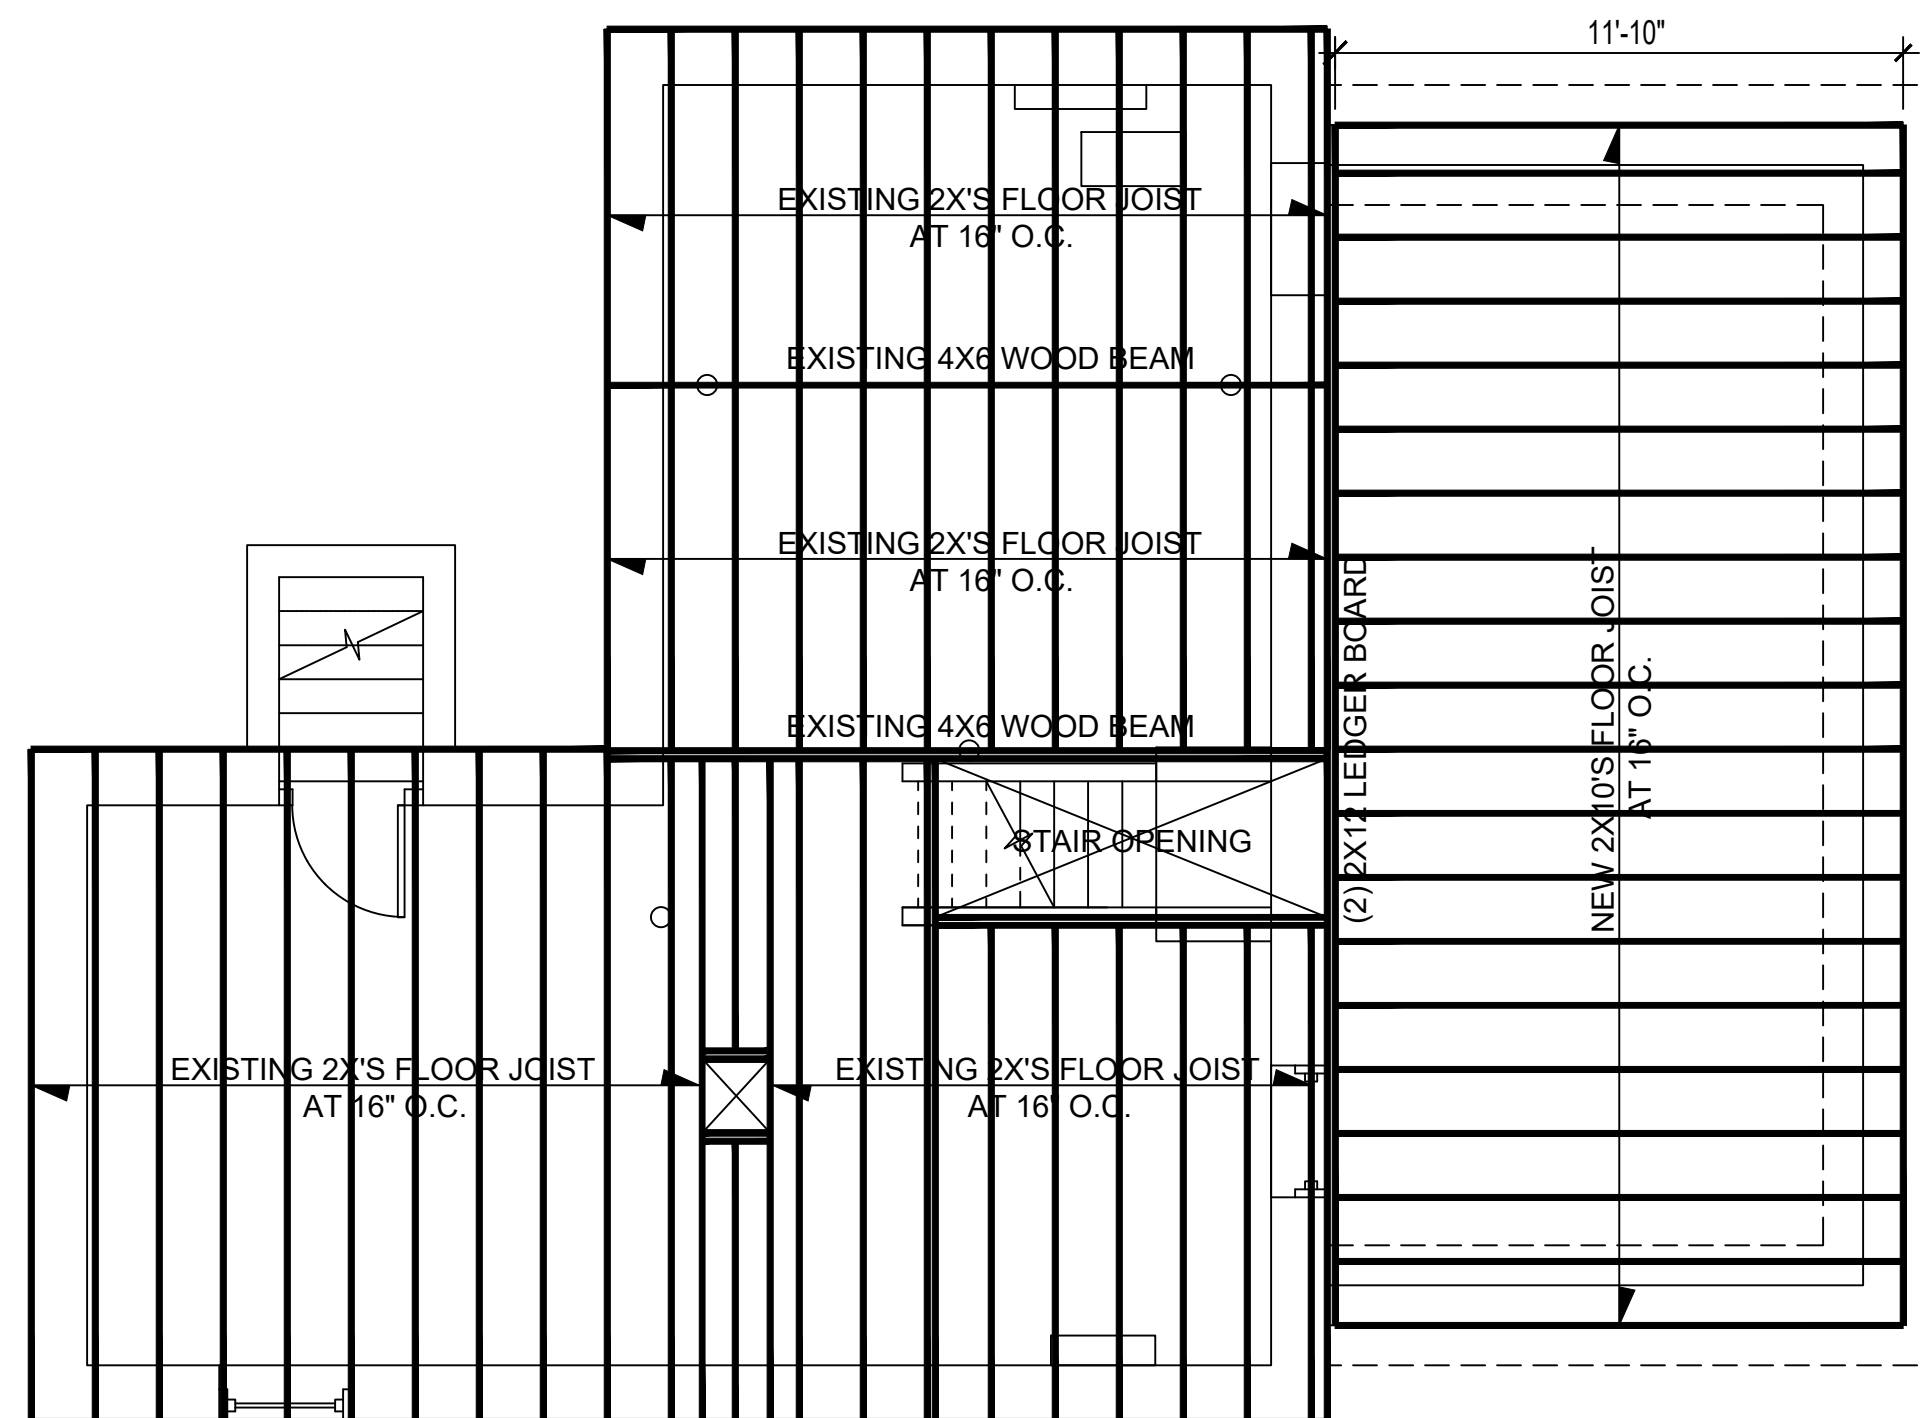 11'-10"
EXISTING 2X'S FLOOR JOIST
AT 16" O.C.
EXISTING 4X6 WOOD BEAM
EXISTING 2X'S FLOOR JOIST
AT 16" O.C.
EXISTING 4X6 WOOD BEAM
STAIR OPENING
(2) 2X12 LEDGER BOARD
NEW 2X10'S FLOOR JOIST
AT 16" O.C.
EXISTING 2X'S FLOOR JOIST
AT 16" O.C.
EXISTING 2X'S FLOOR JOIST
AT 16" O.C.